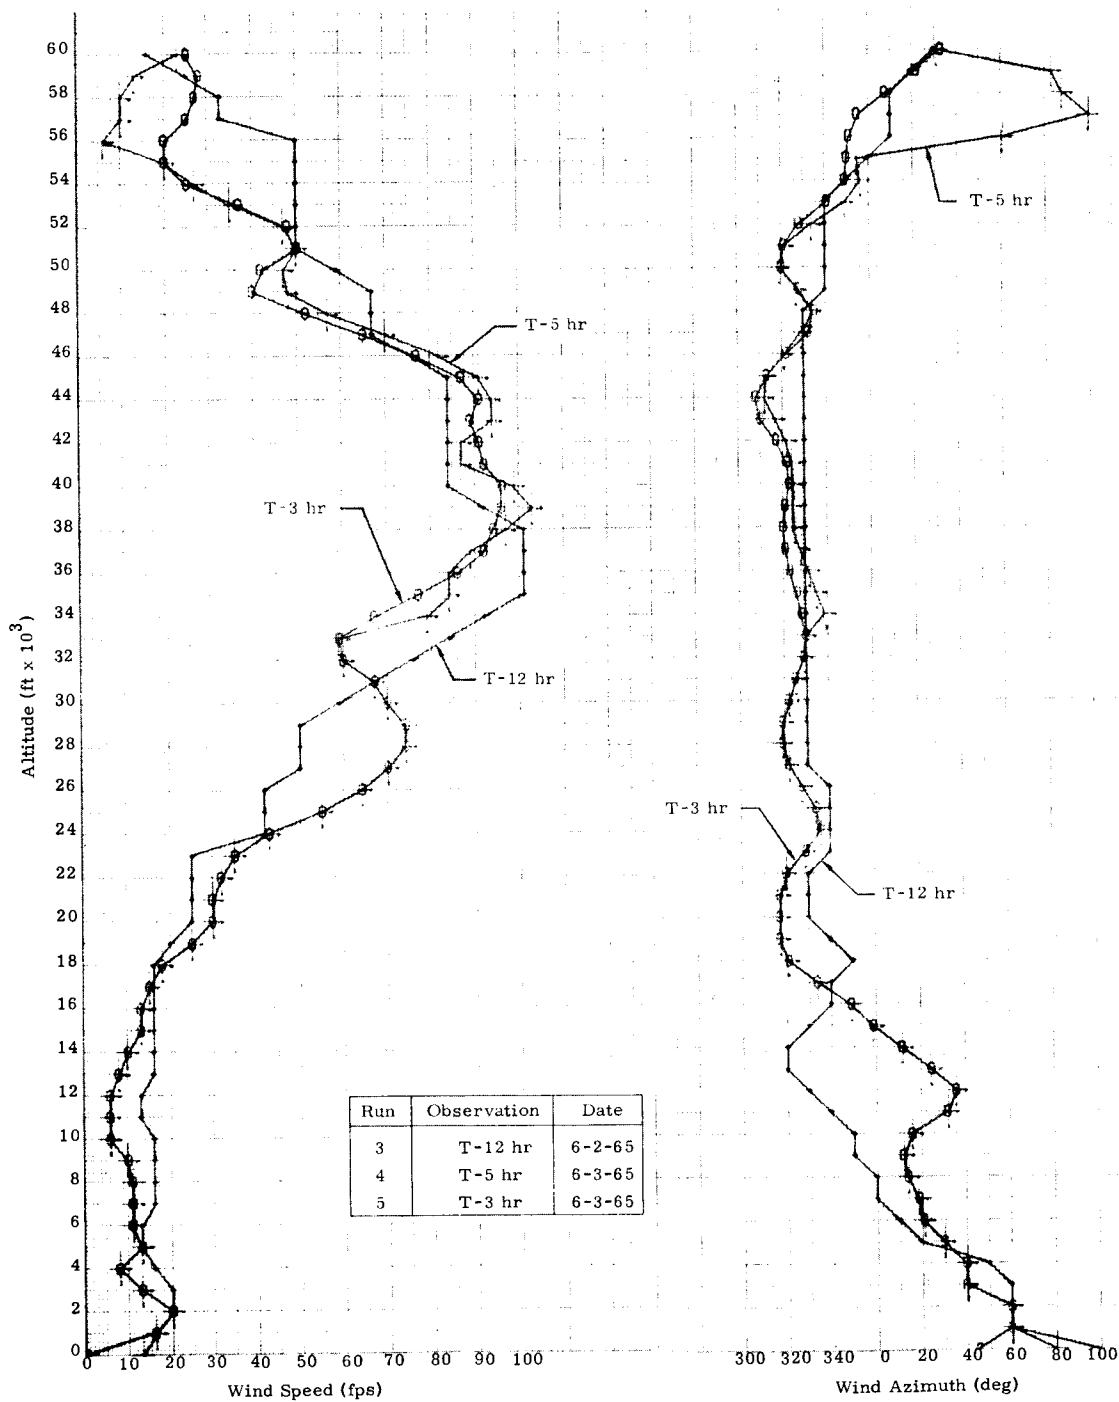 60
58
56
54
52
50
48
46
44
42
40
38
36
34
32
30
28
26
24
22
20
18
16
14
12
10
8
6
4
2
0
Altitude (ft x 10³)
T-5 hr
T-3 hr
T-12 hr
T-5 hr
T-3 hr
T-12 hr
Run Observation Date
3 T-12 hr 6-2-65
4 T-5 hr 6-3-65
5 T-3 hr 6-3-65
0 10 20 30 40 50 60 70 80 90 100
Wind Speed (fps)
300 320 340 0 20 40 60 80 100
Wind Azimuth (deg)